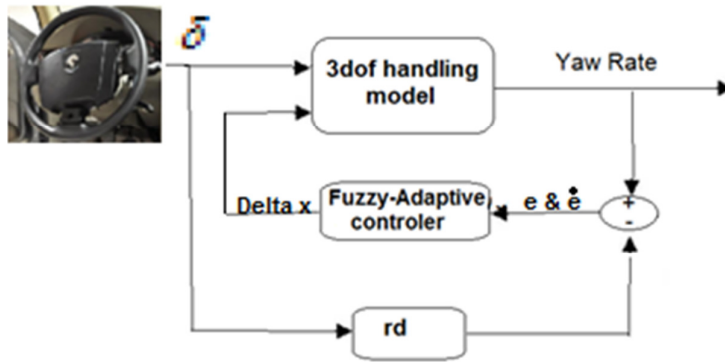 δ
3dof handling
model
Yaw Rate
Delta x
Fuzzy-Adaptive
controler
e & ė
+
-
rd